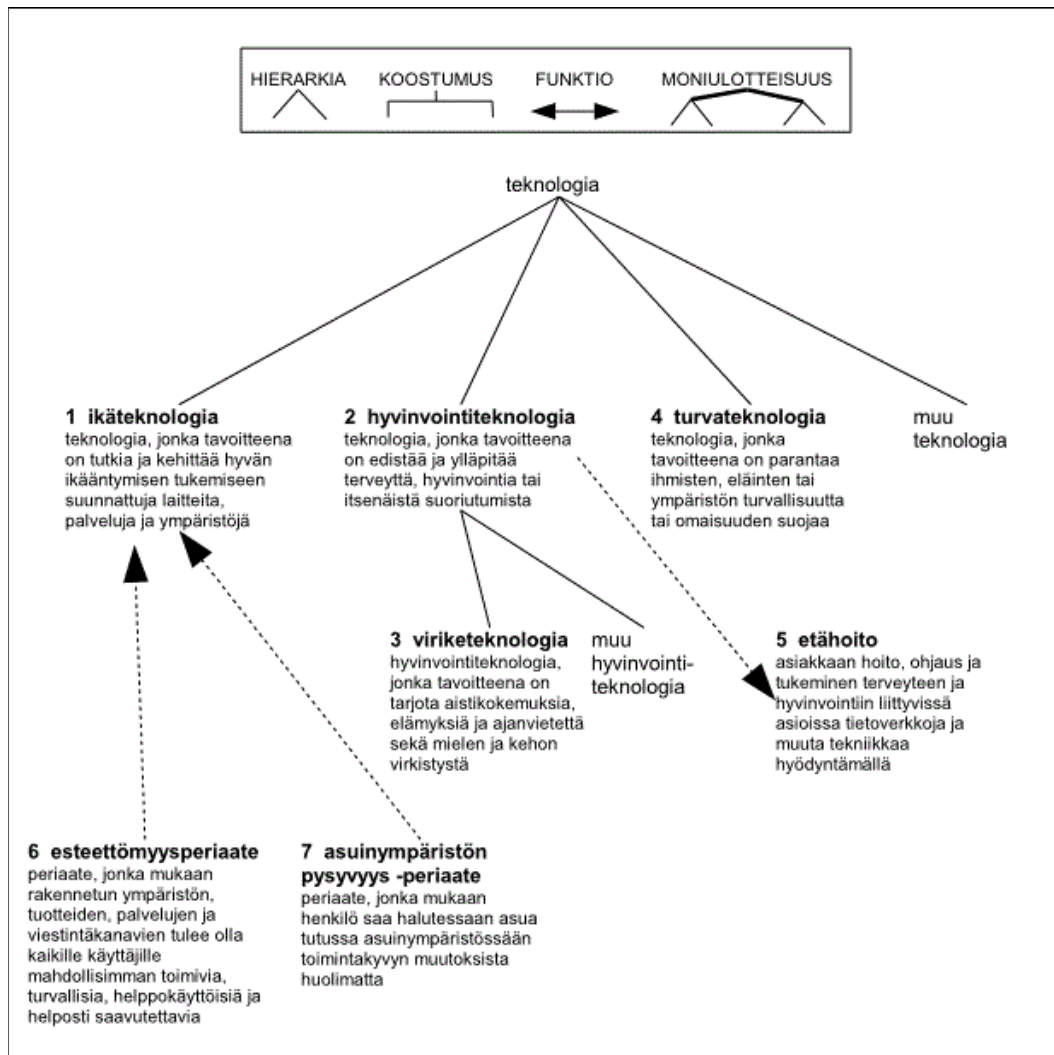 HIERARKIA KOOSTUMUS FUNKTIO MONIULOTTEISUUS
teknologia
1 ikäteknologia
teknologia, jonka tavoitteena
on tutkia ja kehittää hyvän
ikääntymisen tukemiseen
suunnattuja laitteita,
palveluja ja ympäristöjä
2 hyvinvointiteknologia
teknologia, jonka tavoitteena
on edistää ja ylläpitää
terveyttä, hyvinvointia tai
itsenäistä suoriutumista
4 turvateknologia
teknologia, jonka
tavoitteena on parantaa
ihmisten, eläinten tai
ympäristön turvallisuutta
tai omaisuuden suojaa
muu
teknologia
3 viriketeknologia
hyvinvointiteknologia,
jonka tavoitteena on
tarjota aistikokemuksia,
elämyksiä ja ajanvietettä
sekä mielen ja kehon
virkistystä
muu
hyvinvointi-
teknologia
5 etähoito
asiakkaan hoito, ohjaus ja
tukeminen terveyteen ja
hyvinvointiin liittyvissä
asioissa tietoverkkoja ja
muuta tekniikkaa
hyödyntämällä
6 esteettömyysperiaate
periaate, jonka mukaan
rakennetun ympäristön,
tuotteiden, palvelujen ja
viestintäkanavien tulee olla
kaikille käyttäjille
mahdollisimman toimivia,
turvallisia, helppokäyttöisiä ja
helposti saavutettavia
7 asuinympäristön
pysyvyys -periaate
periaate, jonka mukaan
henkilö saa halutessaan asua
tutussa asuinympäristössään
toimintakyvyn muutoksista
huolimatta